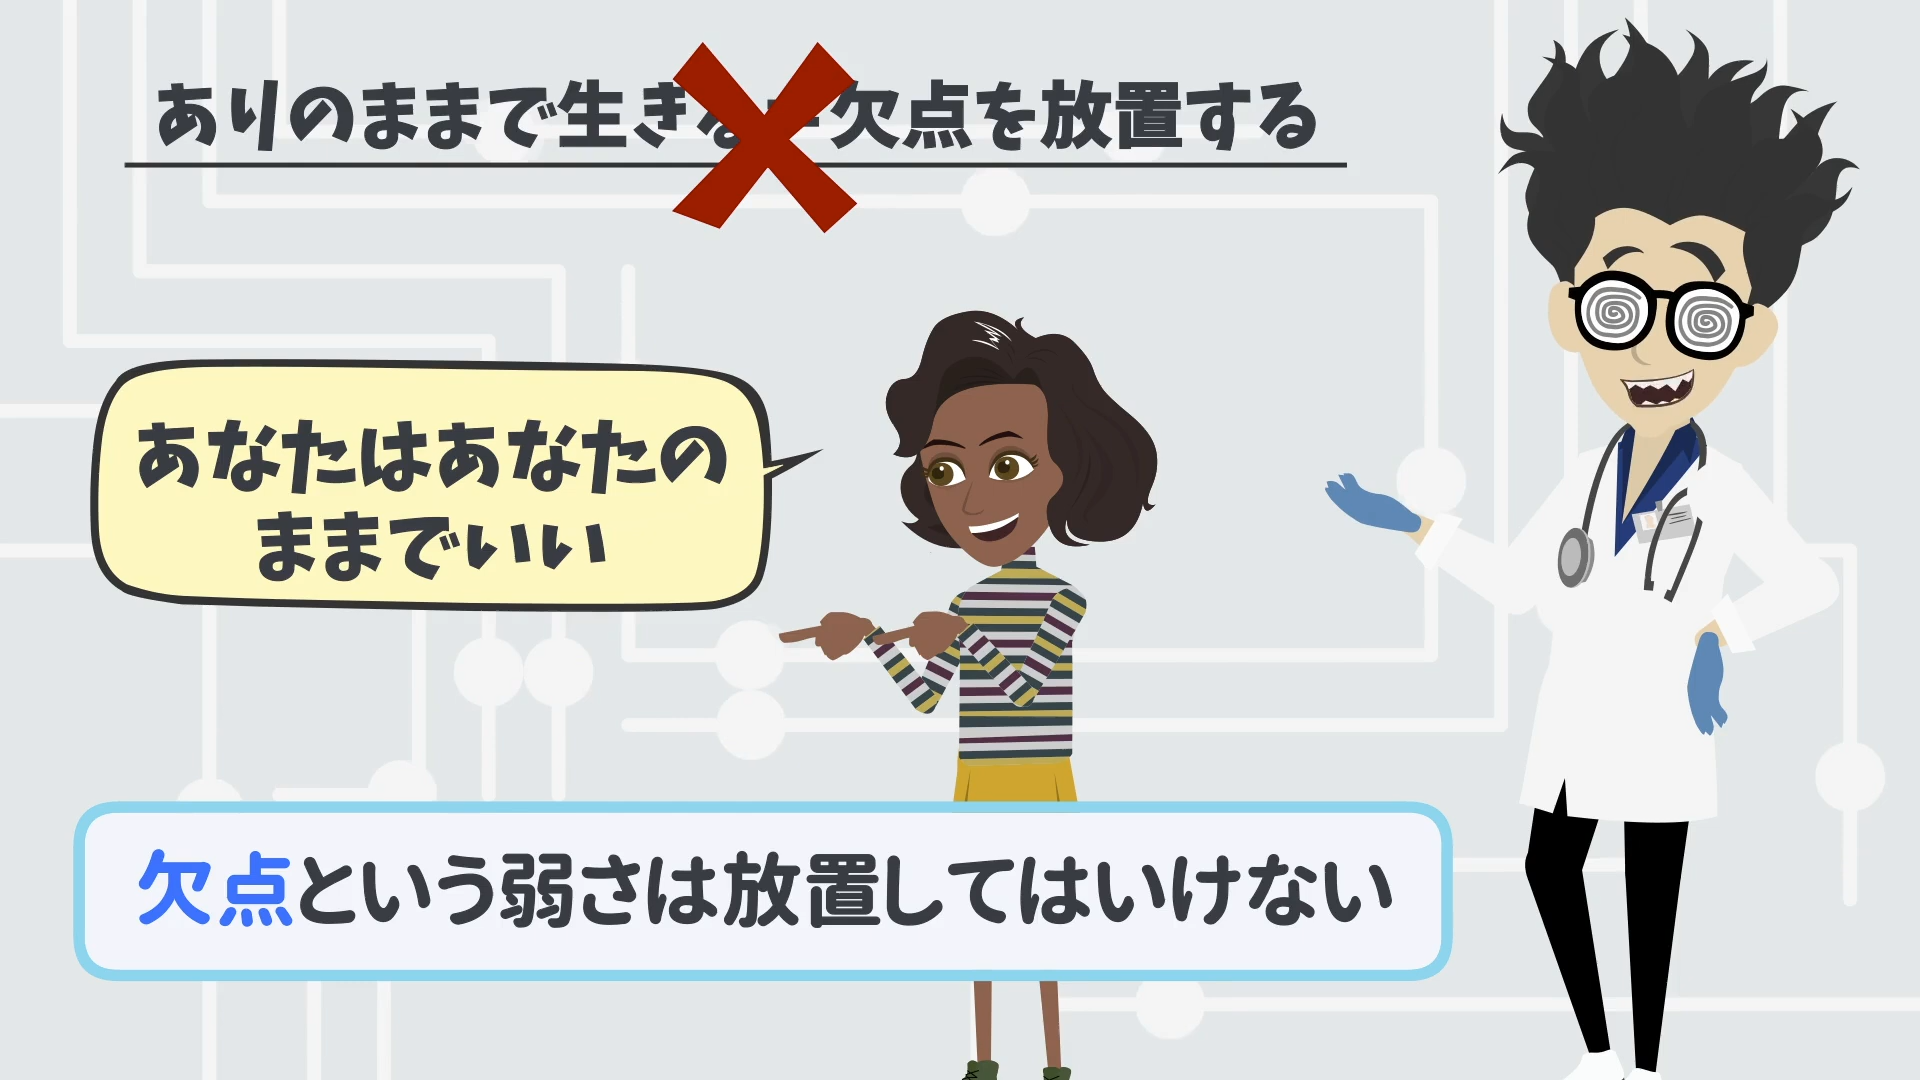 ありのままで生きる＝欠点を放置する
あなたはあなたの
ままでいい
欠点という弱さは放置してはいけない